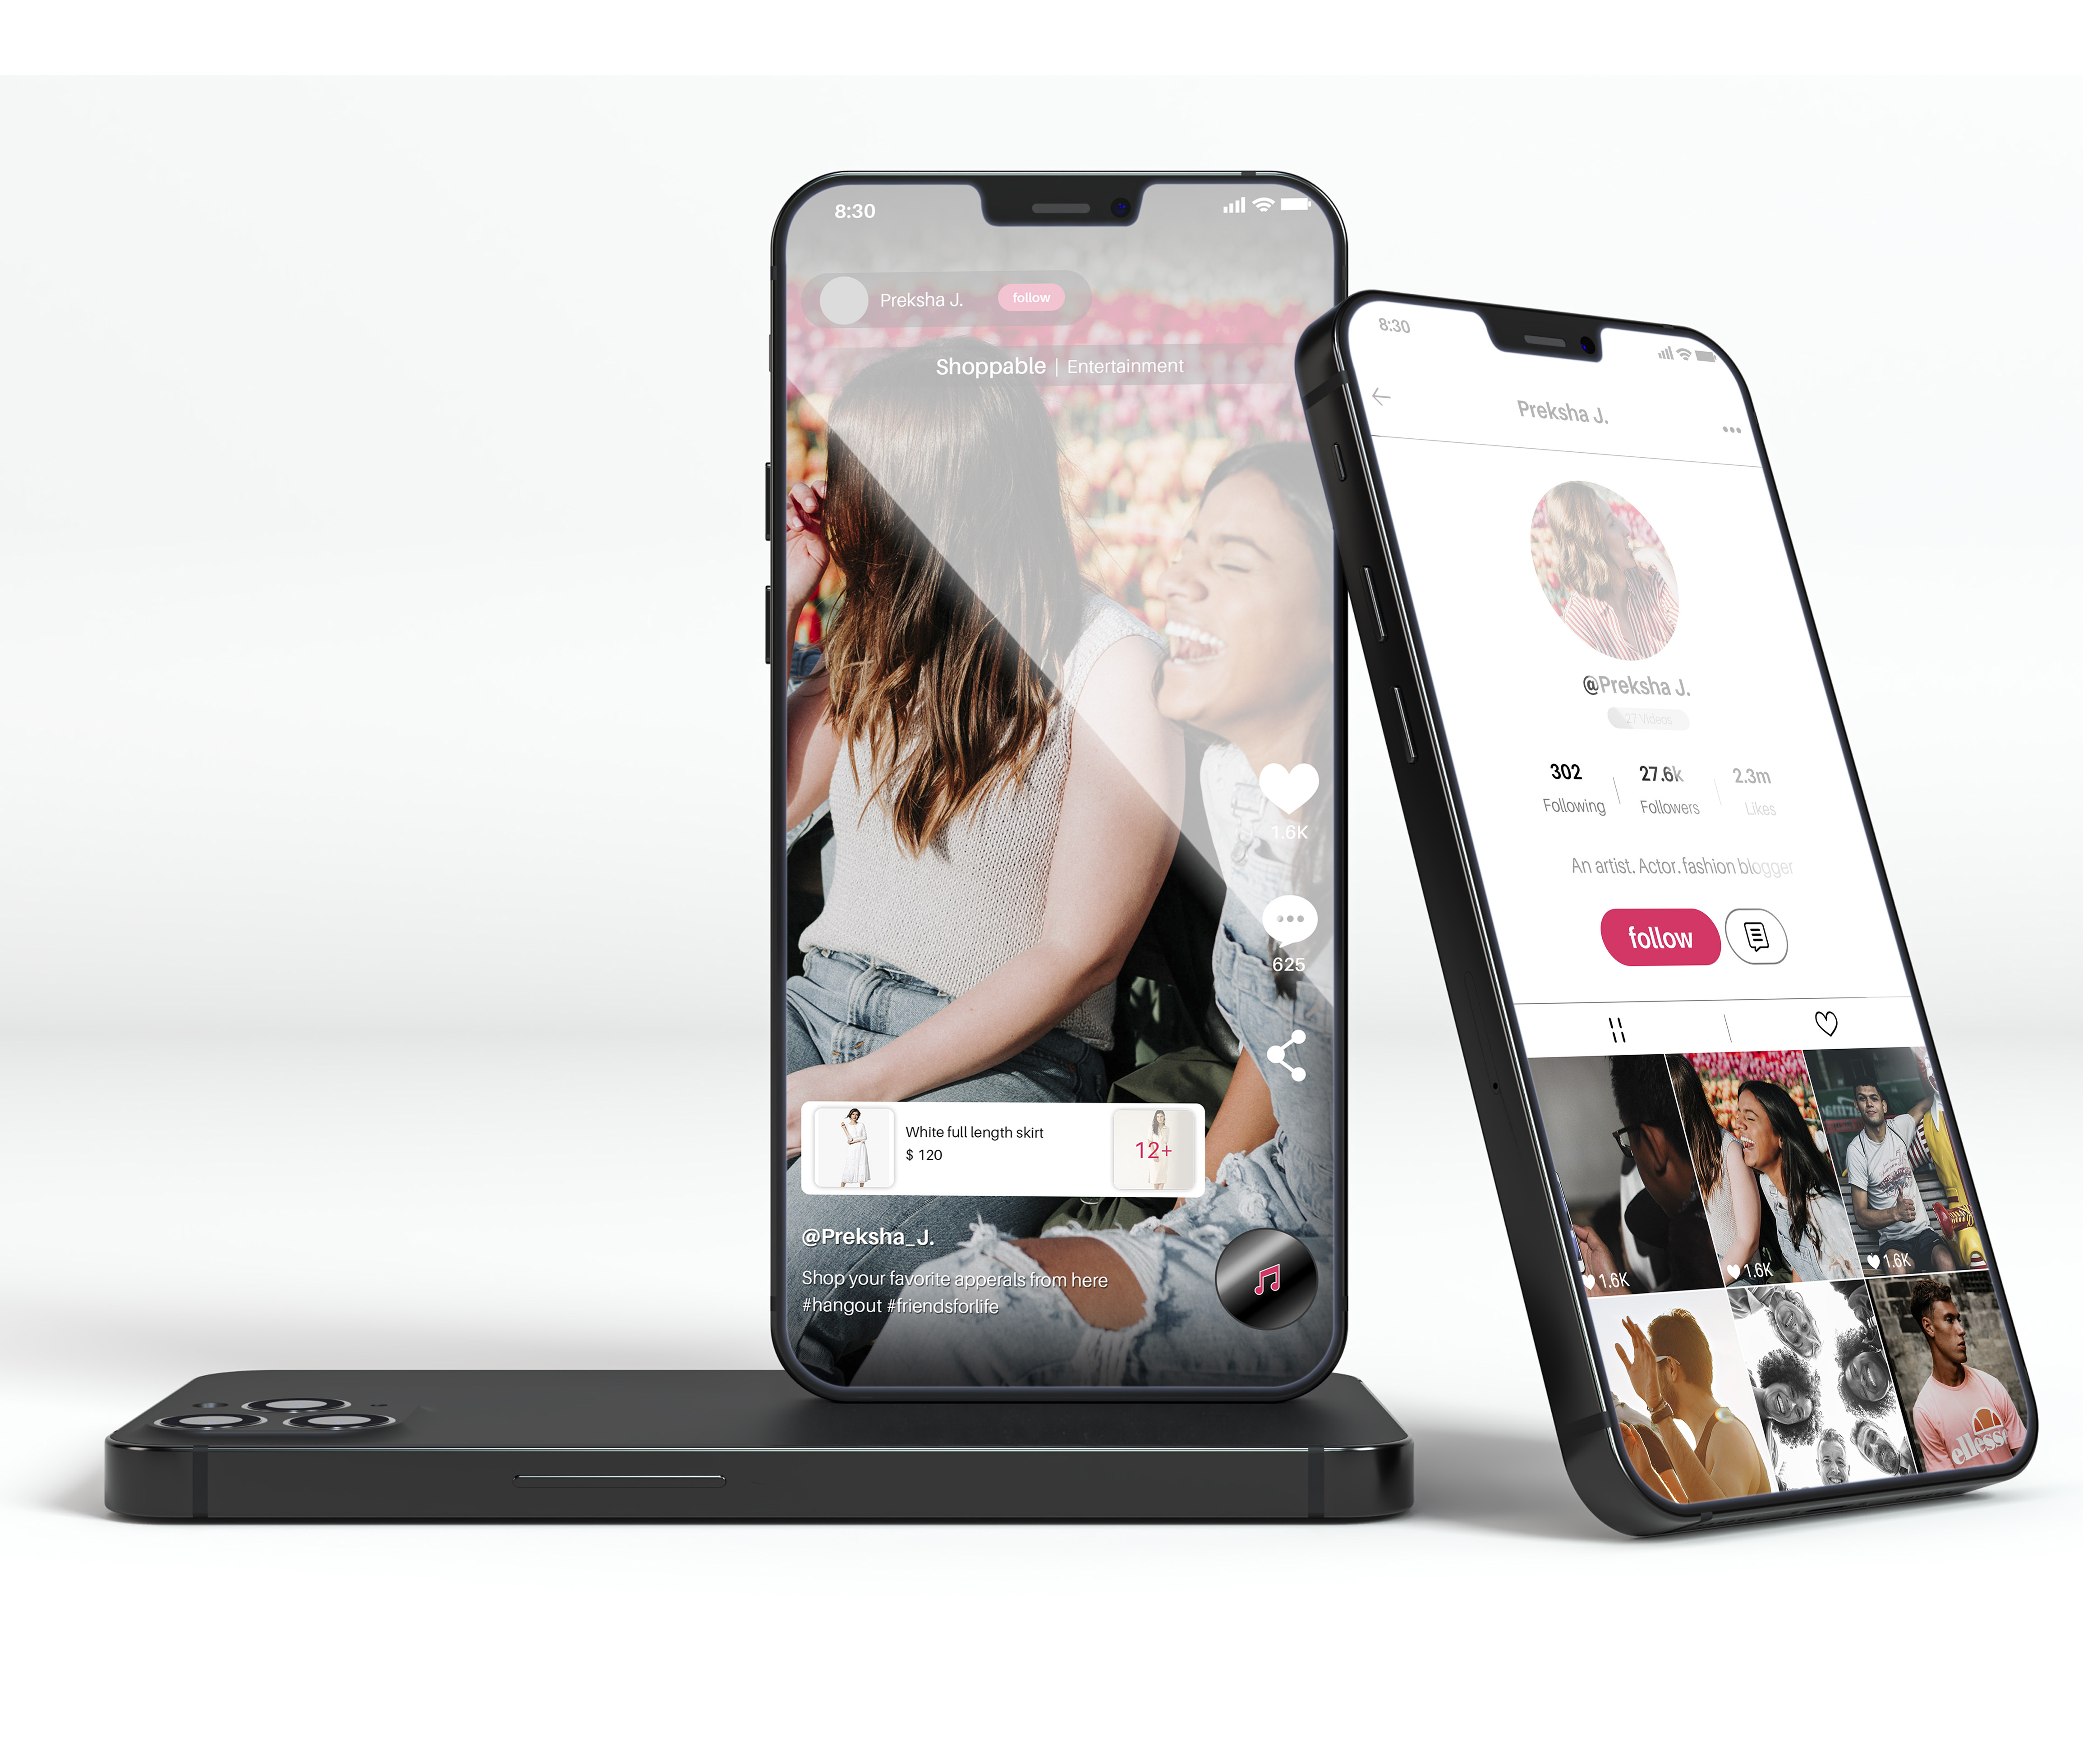 8:30
Preksha J.
follow
Shoppable | Entertainment
1.6K
625
White full length skirt
$ 120
12+
@Preksha_J.
Shop your favorite apperals from here
#hangout #friendsforlife
8:30
Preksha J.
@Preksha J.
27 Videos
302
27.6k
2.3m
Following
Followers
Likes
An artist. Actor. fashion blogger
follow
1.6K
1.6K
1.6K
ellesse